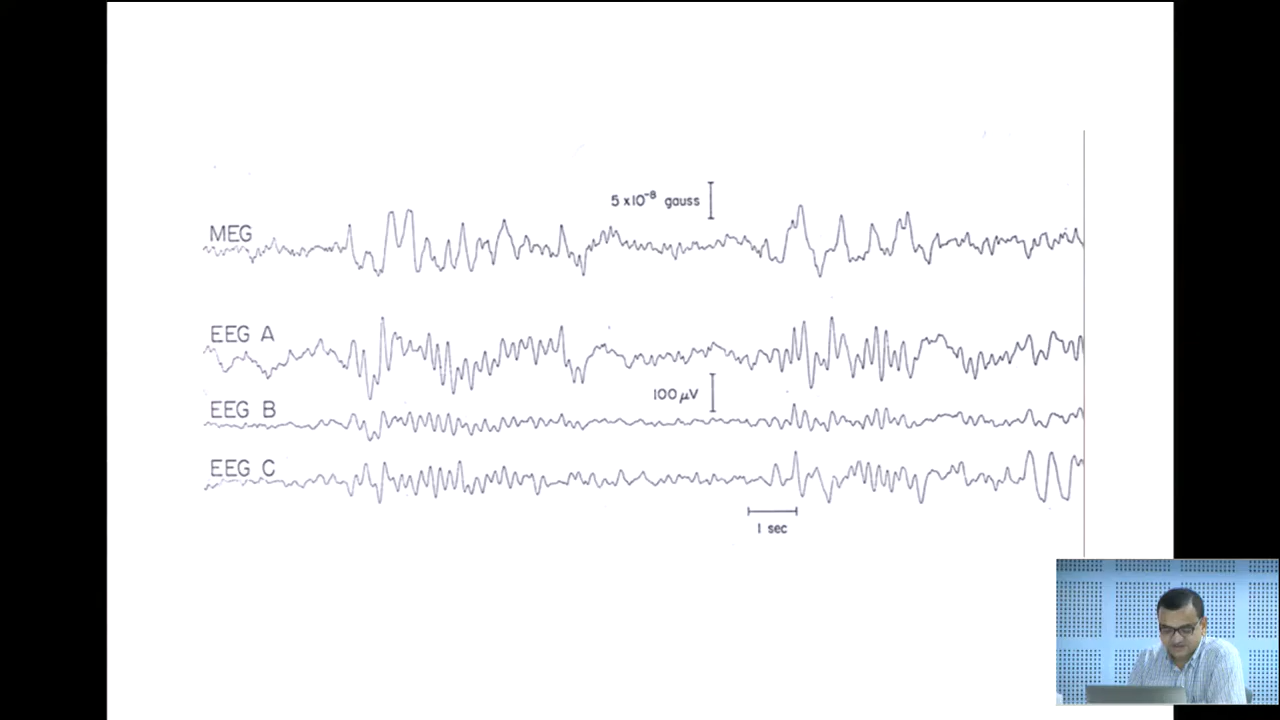 5 x 10⁻⁸ gauss
MEG
EEG A
100 μV
EEG B
EEG C
1 sec